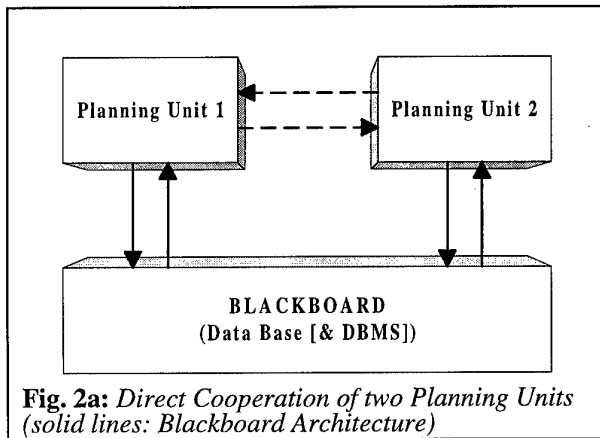 Planning Unit 1
Planning Unit 2
BLACKBOARD
(Data Base [& DBMS])
Fig. 2a: Direct Cooperation of two Planning Units
(solid lines: Blackboard Architecture)